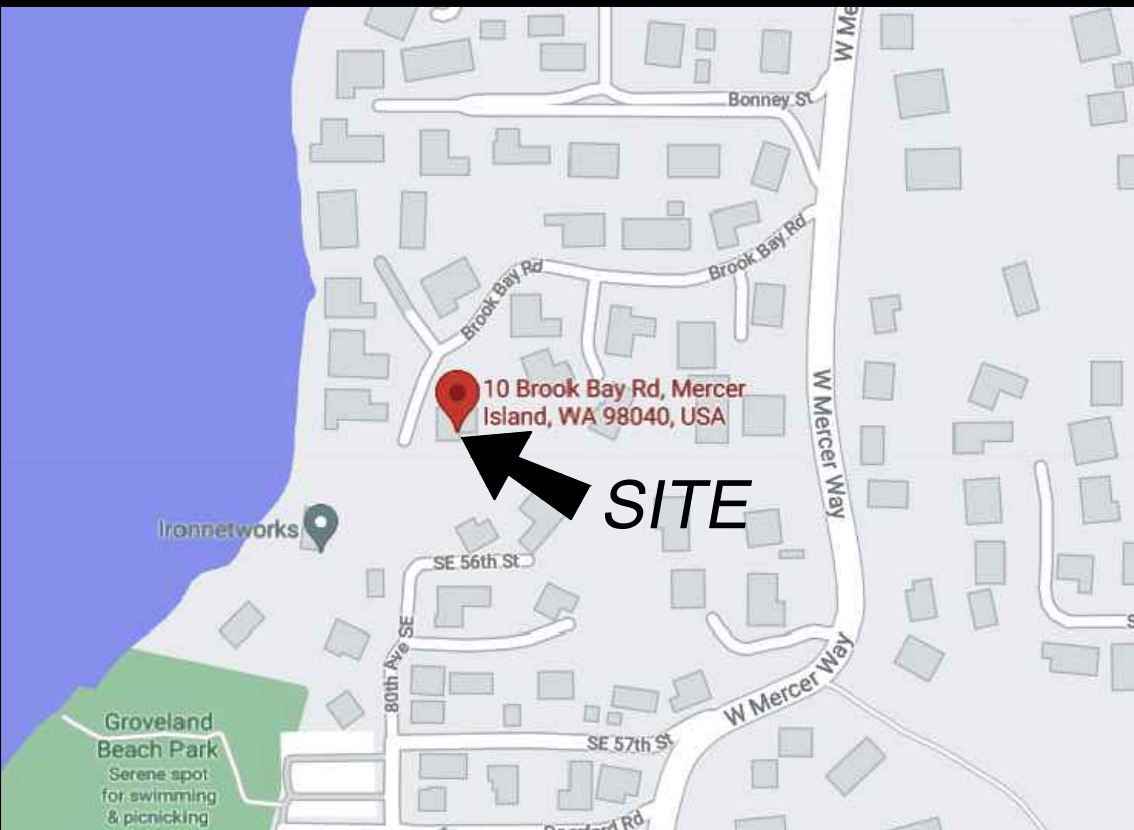 W Me
Bonney St
Brook Bay Rd
Brook Bay Rd
10 Brook Bay Rd, Mercer
Island, WA 98040, USA
W Mercer Way
SITE
Ironnetworks
SE 56th St
80th Ave SE
W Mercer Way
Groveland
Beach Park
Serene spot
for swimming
& picnicking
SE 57th St
Rd